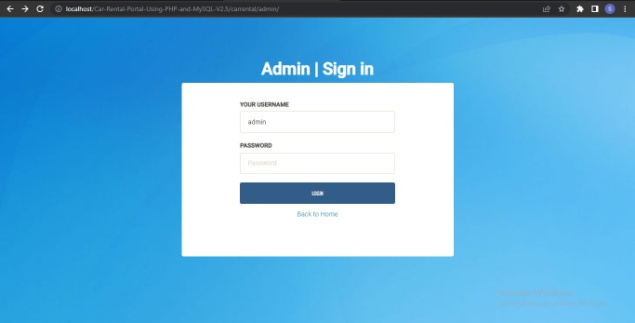 localhost/Car-Rental-Portal-Using-PHP-and-MySQL-V2.5/carrental/admin/
S
Admin | Sign in
YOUR USERNAME
admin
PASSWORD
Password
LOGIN
Back to Home